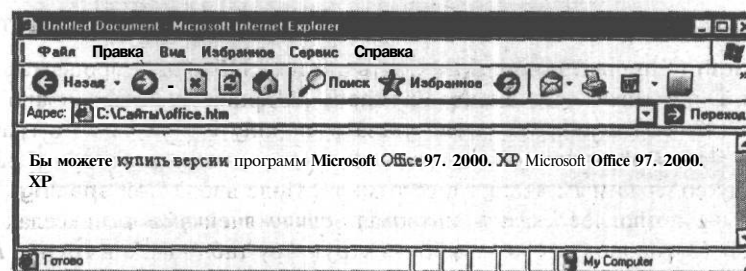 Untitled Document - Microsoft Internet Explorer
Файл Правка Вид Избранное Сервис Справка
Назад Поиск Избранное
Адрес: C:\Сайты\office.htm Переход
Вы можете купить версии программ Microsoft Office 97. 2000. XP Microsoft Office 97. 2000.
XP
Готово My Computer